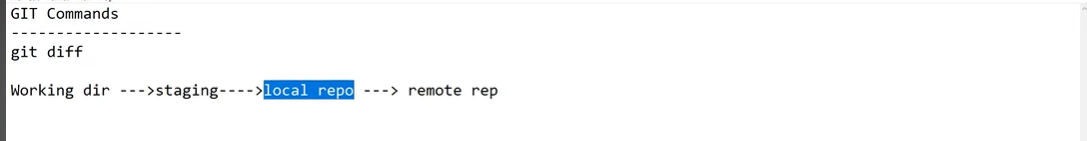 GIT Commands
-------------------
git diff
Working dir --->staging---->local repo ---> remote rep